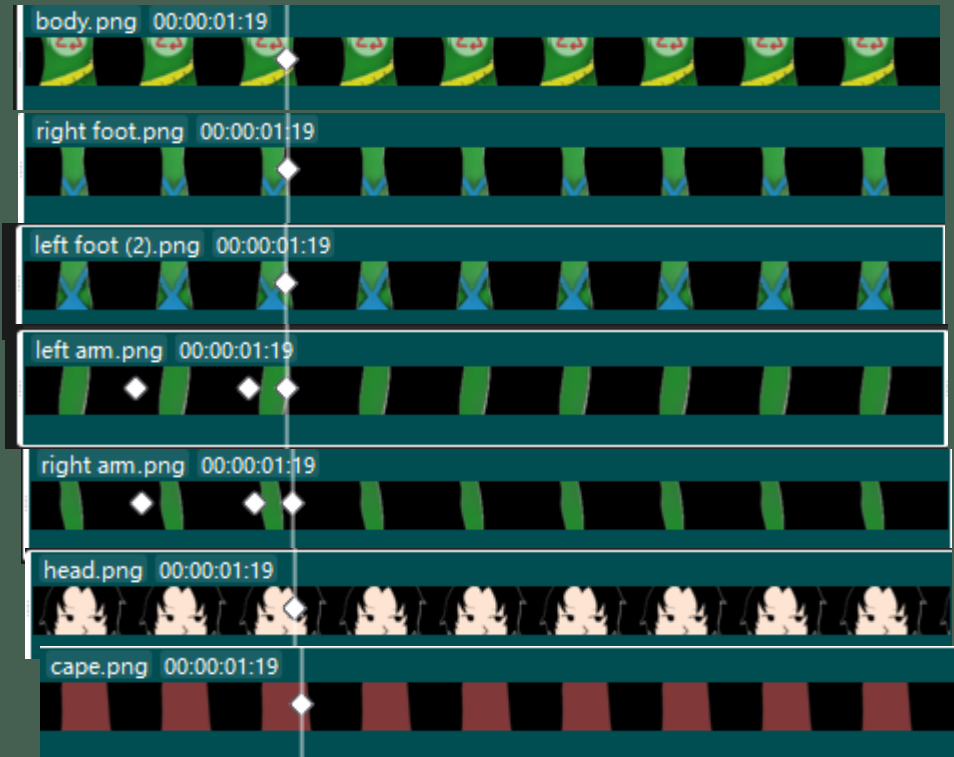 body.png 00:00:01:19
right foot.png 00:00:01:19
left foot (2).png 00:00:01:19
left arm.png 00:00:01:19
right arm.png 00:00:01:19
head.png 00:00:01:19
cape.png 00:00:01:19